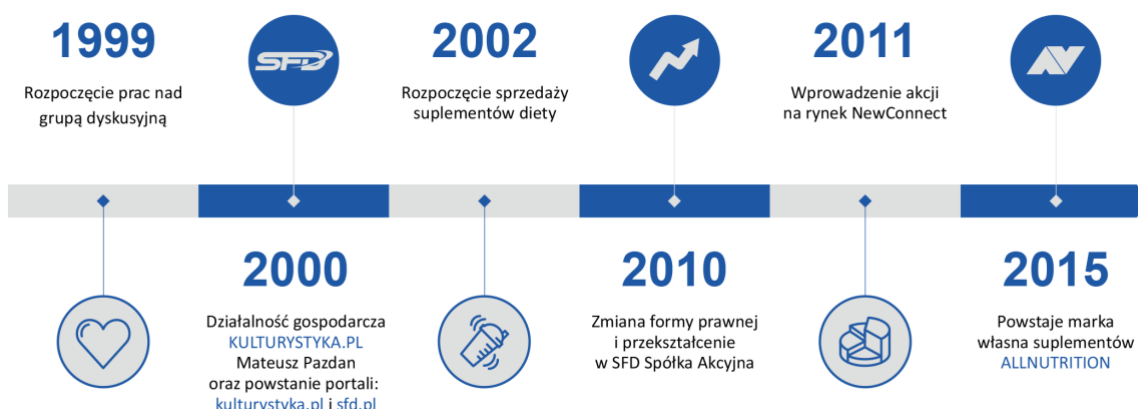 1999
Rozpoczęcie prac nad
grupą dyskusyjną
SFD
2000
Działalność gospodarcza
KULTURYSTYKA.PL
Mateusz Pazdan
oraz powstanie portali:
kulturystyka.pl i sfd.pl
2002
Rozpoczęcie sprzedaży
suplementów diety
2010
Zmiana formy prawnej
i przekształcenie
w SFD Spółka Akcyjna
2011
Wprowadzenie akcji
na rynek NewConnect
2015
Powstaje marka
własna suplementów
ALLNUTRITION